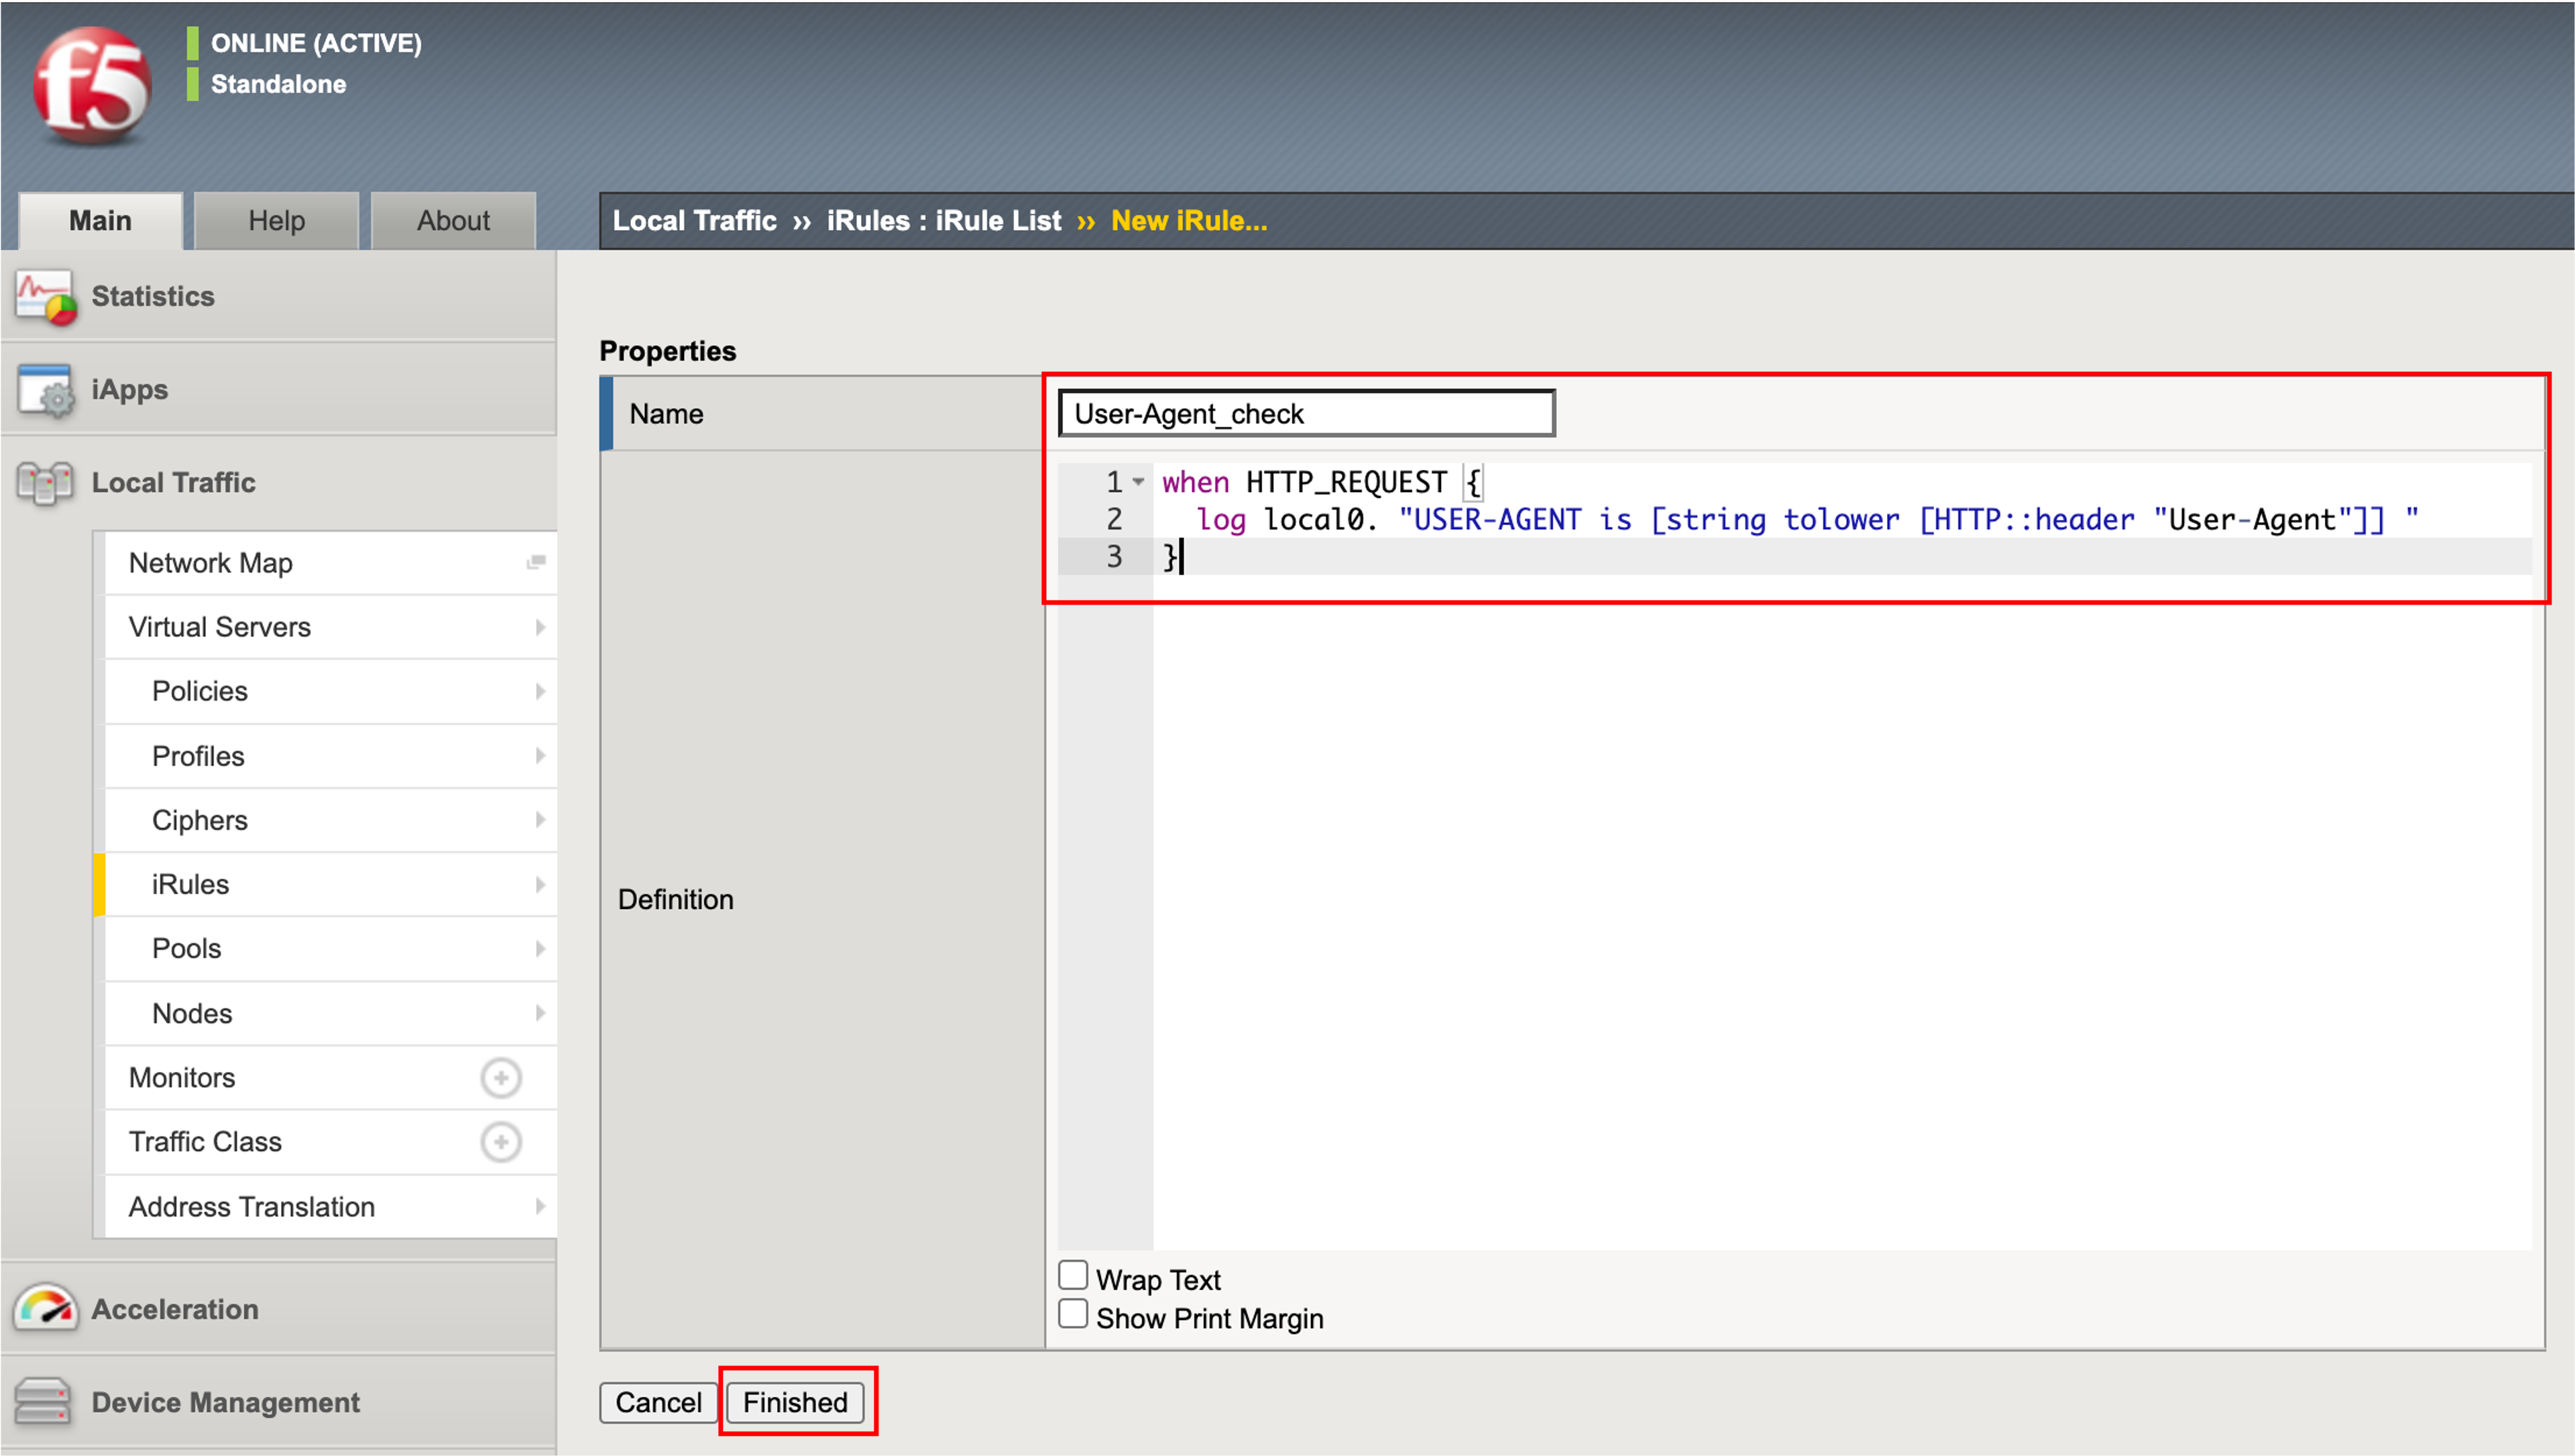 f5
ONLINE (ACTIVE)
Standalone
Main
Help
About
Local Traffic ›› iRules : iRule List ›› New iRule...
Statistics
iApps
Local Traffic
Network Map
Virtual Servers
Policies
Profiles
Ciphers
iRules
Pools
Nodes
Monitors
Traffic Class
Address Translation
Acceleration
Device Management
Properties
Name
User-Agent_check
Definition
1 when HTTP_REQUEST {
2 log local0. "USER-AGENT is [string tolower [HTTP::header "User-Agent"]] "
3 }
Wrap Text
Show Print Margin
Cancel
Finished